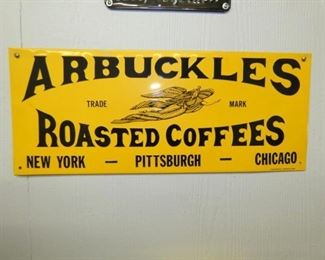 ARBUCKLES
TRADE MARK
ROASTED COFFEES
NEW YORK — PITTSBURGH — CHICAGO